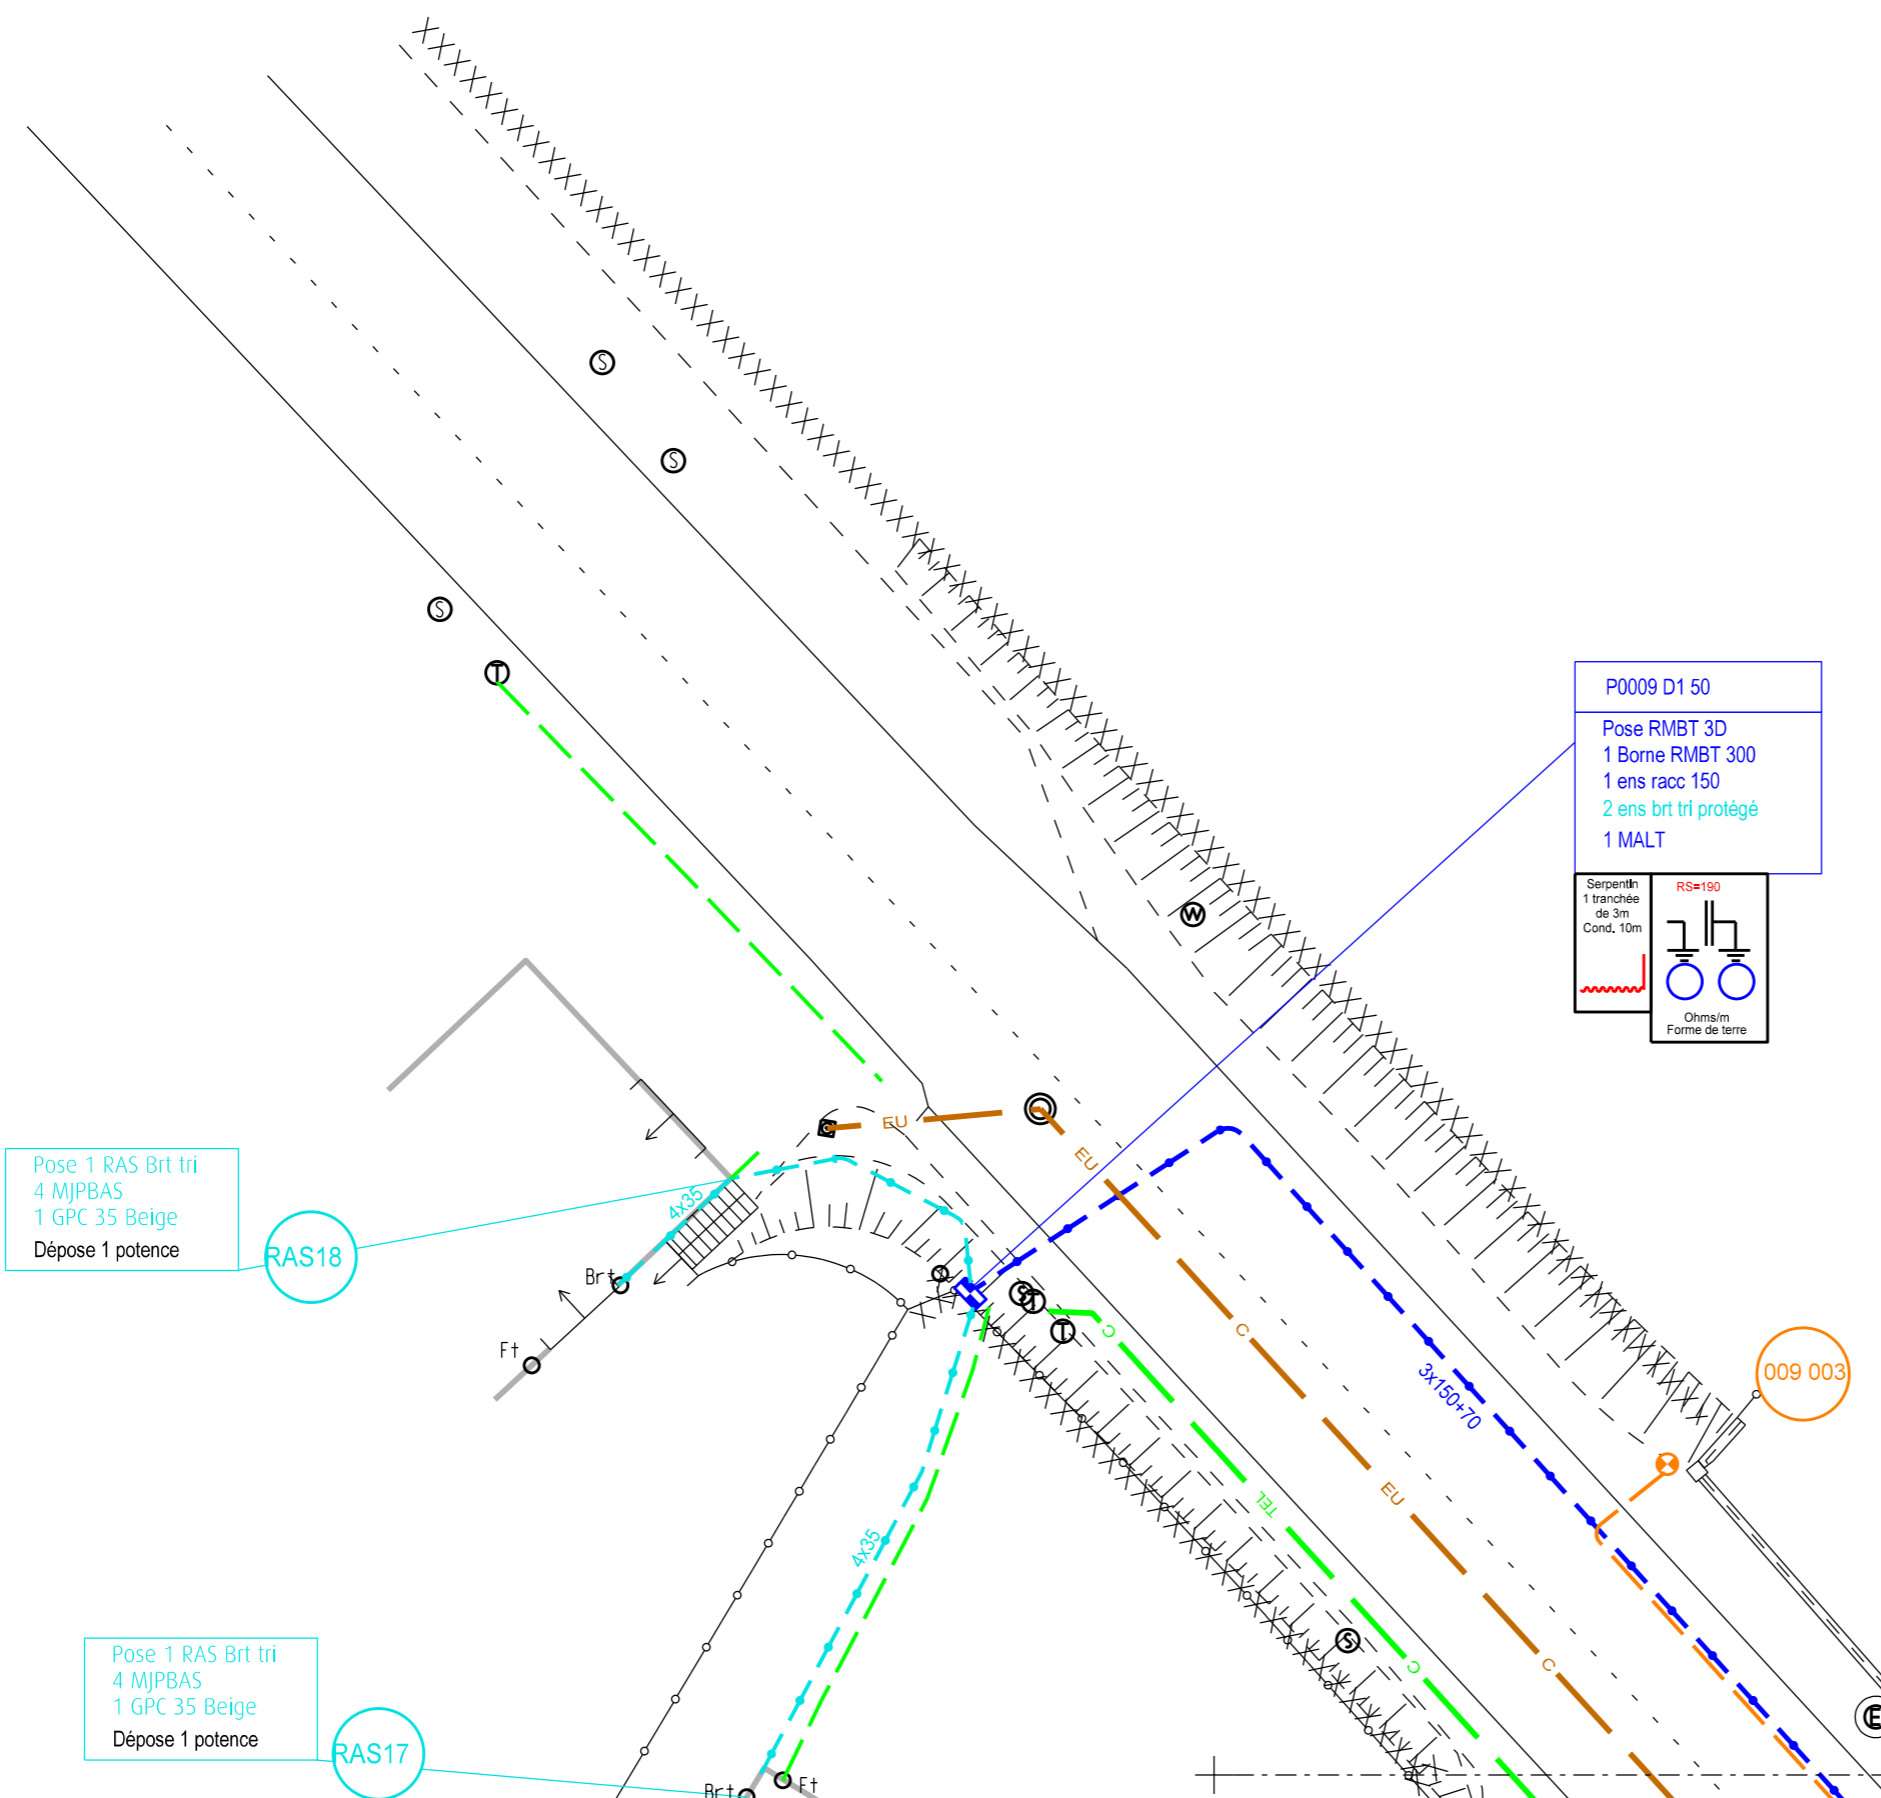 S
S
S
T
P0009 D1 50
Pose RMBT 3D
1 Borne RMBT 300
1 ens racc 150
2 ens brt tri protégé
1 MALT
Serpentin
1 tranchée
de 3m
Cond. 10m
RS=190
Ohms/m
Forme de terre
W
EU
EU
Pose 1 RAS Brt tri
4 MJPBAS
1 GPC 35 Beige
Dépose 1 potence
RAS18
4x35
Brt
Ft
S
T
T
C
C
3x150+70
009 003
TEL
EU
4x35
S
C
C
E
Pose 1 RAS Brt tri
4 MJPBAS
1 GPC 35 Beige
Dépose 1 potence
RAS17
Brt
Ft